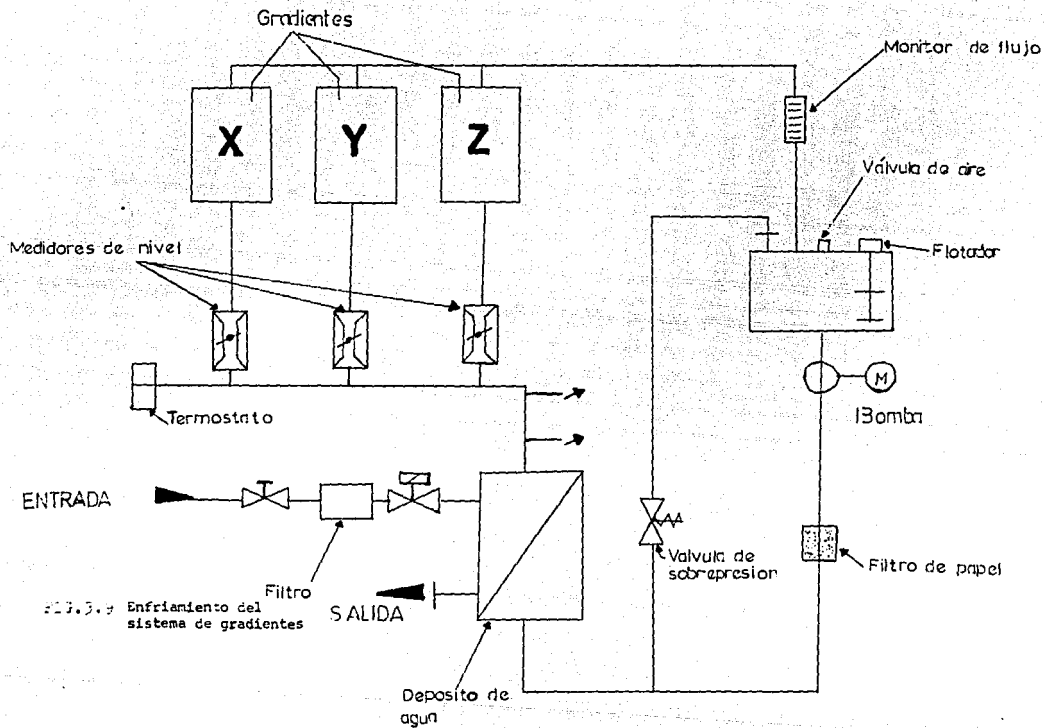 Gradientes
Monitor de flujo
X
Y
Z
Válvula de aire
Medidores de nivel
Flotador
M
Bomba
Termostato
ENTRADA
Filtro
Valvula de
sobrepresion
Filtro de papel
Enfriamiento del
sistema de gradientes
SALIDA
Deposito de
agua